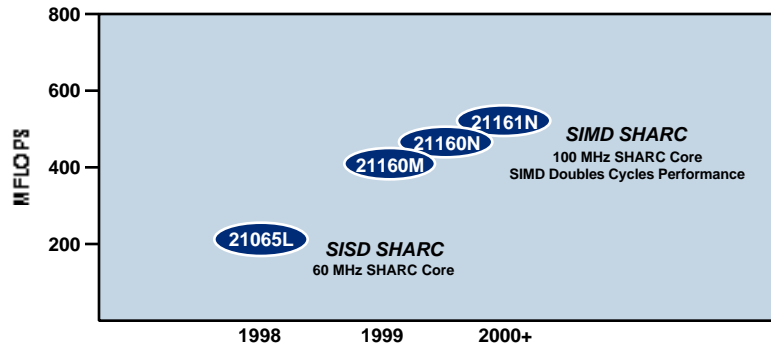 800
600
400
200
MFLOPS
21161N
21160N
21160M
21065L
SIMD SHARC
100 MHz SHARC Core
SIMD Doubles Cycles Performance
SISD SHARC
60 MHz SHARC Core
1998
1999
2000+